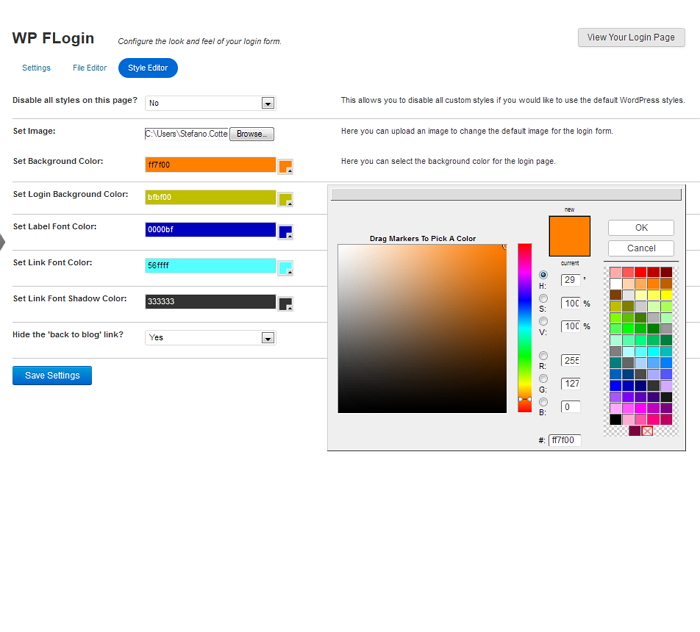 WP FLogin
Configure the look and feel of your login form.
View Your Login Page
Settings
File Editor
Style Editor
Disable all styles on this page?
No
This allows you to disable all custom styles if you would like to use the default WordPress styles.
Set Image:
C:\Users\Stefano.Cotte
Browse...
Here you can upload an image to change the default image for the login form.
Set Background Color:
ff7f00
Here you can select the background color for the login page.
Set Login Background Color:
bfbf00
Set Label Font Color:
0000bf
Set Link Font Color:
56ffff
Set Link Font Shadow Color:
333333
Hide the 'back to blog' link?
Yes
Save Settings
Drag Markers To Pick A Color
new
current
OK
Cancel
H: 29 °
S: 100 %
V: 100 %
R: 255
G: 127
B: 0
#: ff7f00